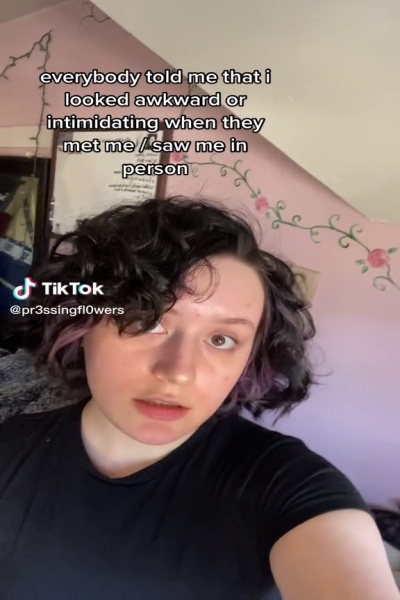 everybody told me that i
looked awkward or
intimidating when they
met me / saw me in
person
TikTok
@pr3ssingfl0wers